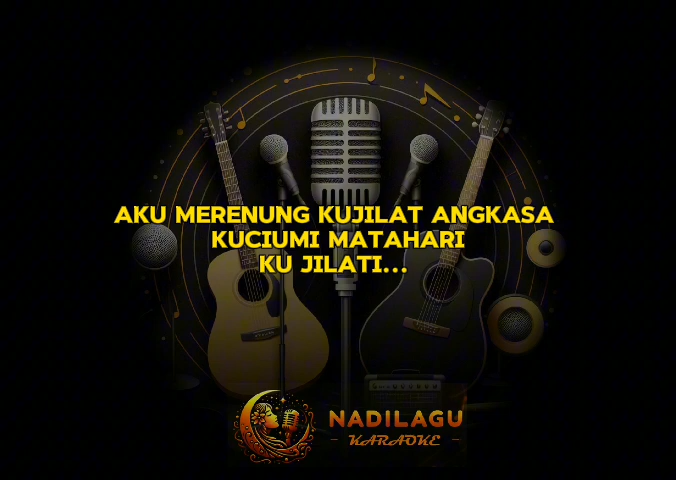 AKU MERENUNG KUJILAT ANGKASA
KUCIUMI MATAHARI
KU JILATI...
NADILAGU
- KARAOKE -